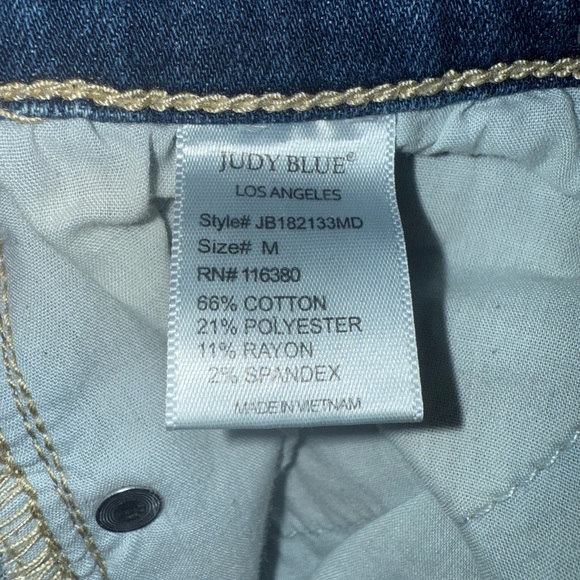 JUDY BLUE®
LOS ANGELES
Style# JB182133MD
Size# M
RN# 116380
66% COTTON
21% POLYESTER
11% RAYON
2% SPANDEX
MADE IN VIETNAM